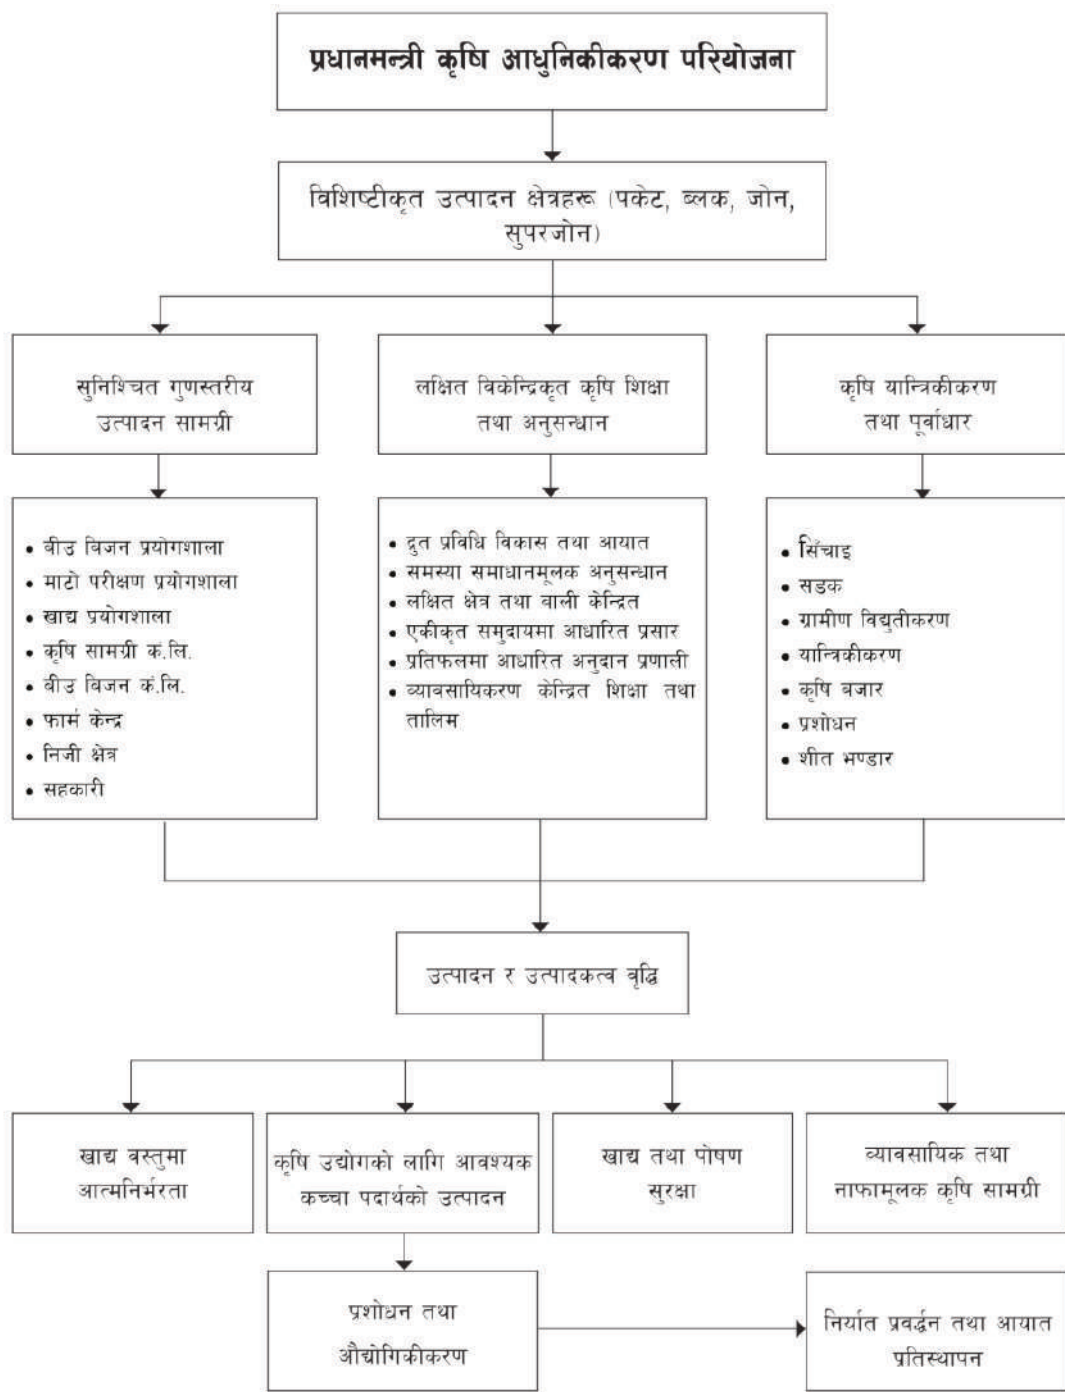 प्रधानमन्त्री कृषि आधुनिकीकरण परियोजना
विशिष्टीकृत उत्पादन क्षेत्रहरू (पकेट, ब्लक, जोन,
सुपरजोन)
सुनिश्चित गुणस्तरीय
उत्पादन सामग्री
लक्षित विकेन्द्रिकृत कृषि शिक्षा
तथा अनुसन्धान
कृषि यान्त्रिकीकरण
तथा पूर्वाधार
• बीउ बिजन प्रयोगशाला
• माटो परीक्षण प्रयोगशाला
• खाद्य प्रयोगशाला
• कृषि सामग्री कं.लि.
• बीउ बिजन कं.लि.
• फार्म केन्द्र
• निजी क्षेत्र
• सहकारी
• द्रुत प्रविधि विकास तथा आयात
• समस्या समाधानमूलक अनुसन्धान
• लक्षित क्षेत्र तथा बाली केन्द्रित
• एकीकृत समुदायमा आधारित प्रसार
• प्रतिफलमा आधारित अनुदान प्रणाली
• व्यावसायिकरण केन्द्रित शिक्षा तथा
तालिम
• सिँचाइ
• सडक
• ग्रामीण विद्युतीकरण
• यान्त्रिकीकरण
• कृषि बजार
• प्रशोधन
• शीत भण्डार
उत्पादन र उत्पादकत्व वृद्धि
खाद्य वस्तुमा
आत्मनिर्भरता
कृषि उद्योगको लागि आवश्यक
कच्चा पदार्थको उत्पादन
खाद्य तथा पोषण
सुरक्षा
व्यावसायिक तथा
नाफामूलक कृषि सामग्री
प्रशोधन तथा
औद्योगिकीकरण
निर्यात प्रवर्द्धन तथा आयात
प्रतिस्थापन